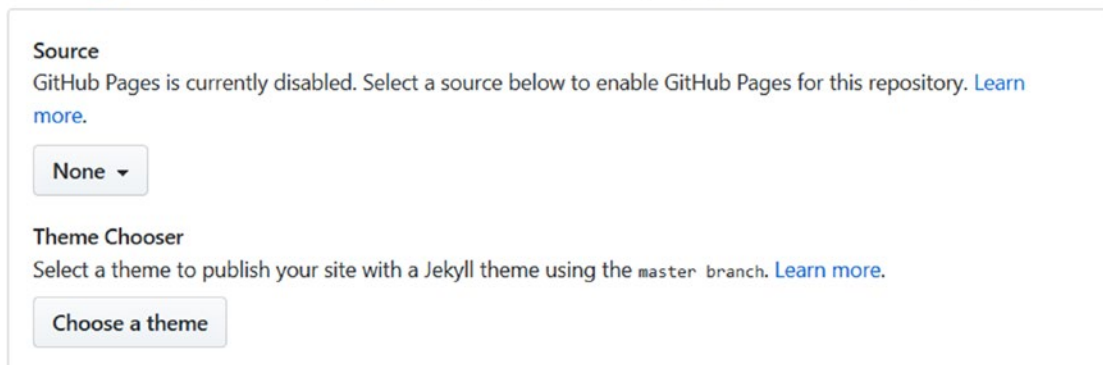 Source
GitHub Pages is currently disabled. Select a source below to enable GitHub Pages for this repository. Learn
more.
None
Theme Chooser
Select a theme to publish your site with a Jekyll theme using the master branch. Learn more.
Choose a theme